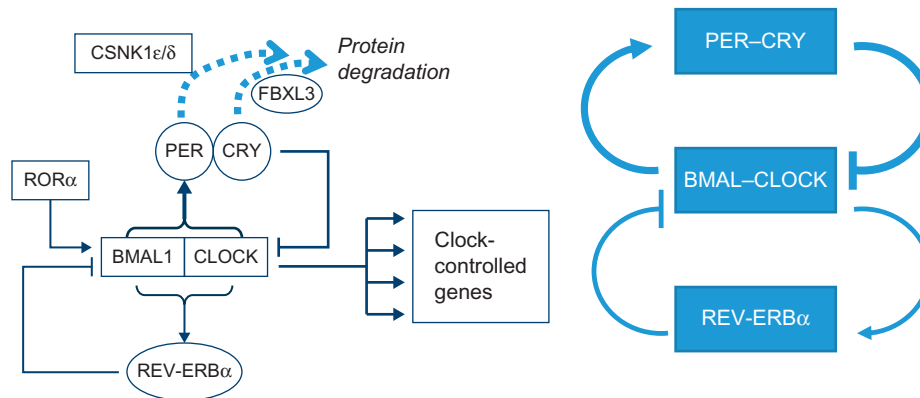 CSNK1ε/δ
Protein
degradation
FBXL3
PER
CRY
RORα
BMAL1
CLOCK
Clock-
controlled
genes
REV-ERBα
PER–CRY
BMAL–CLOCK
REV-ERBα